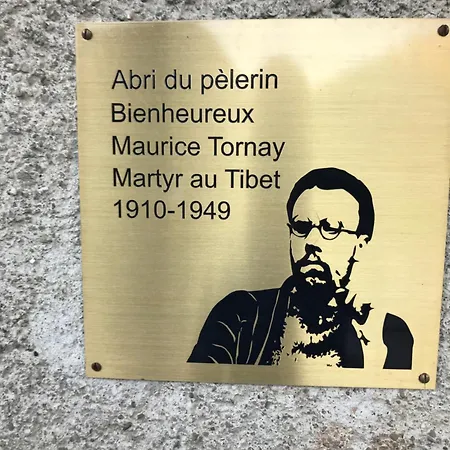 Abri du pèlerin
Bienheureux
Maurice Tornay
Martyr au Tibet
1910-1949